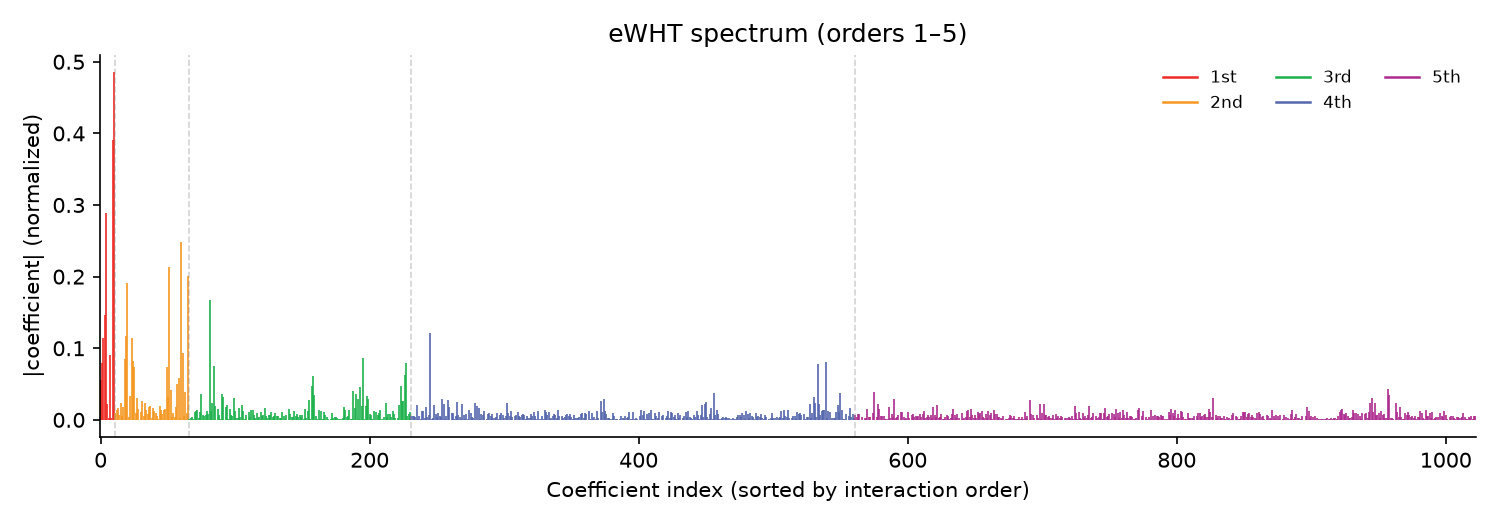 eWHT spectrum (orders 1–5)
|coefficient| (normalized)
0.5
0.4
0.3
0.2
0.1
0.0
1st
2nd
3rd
4th
5th
0
200
400
600
800
1000
Coefficient index (sorted by interaction order)